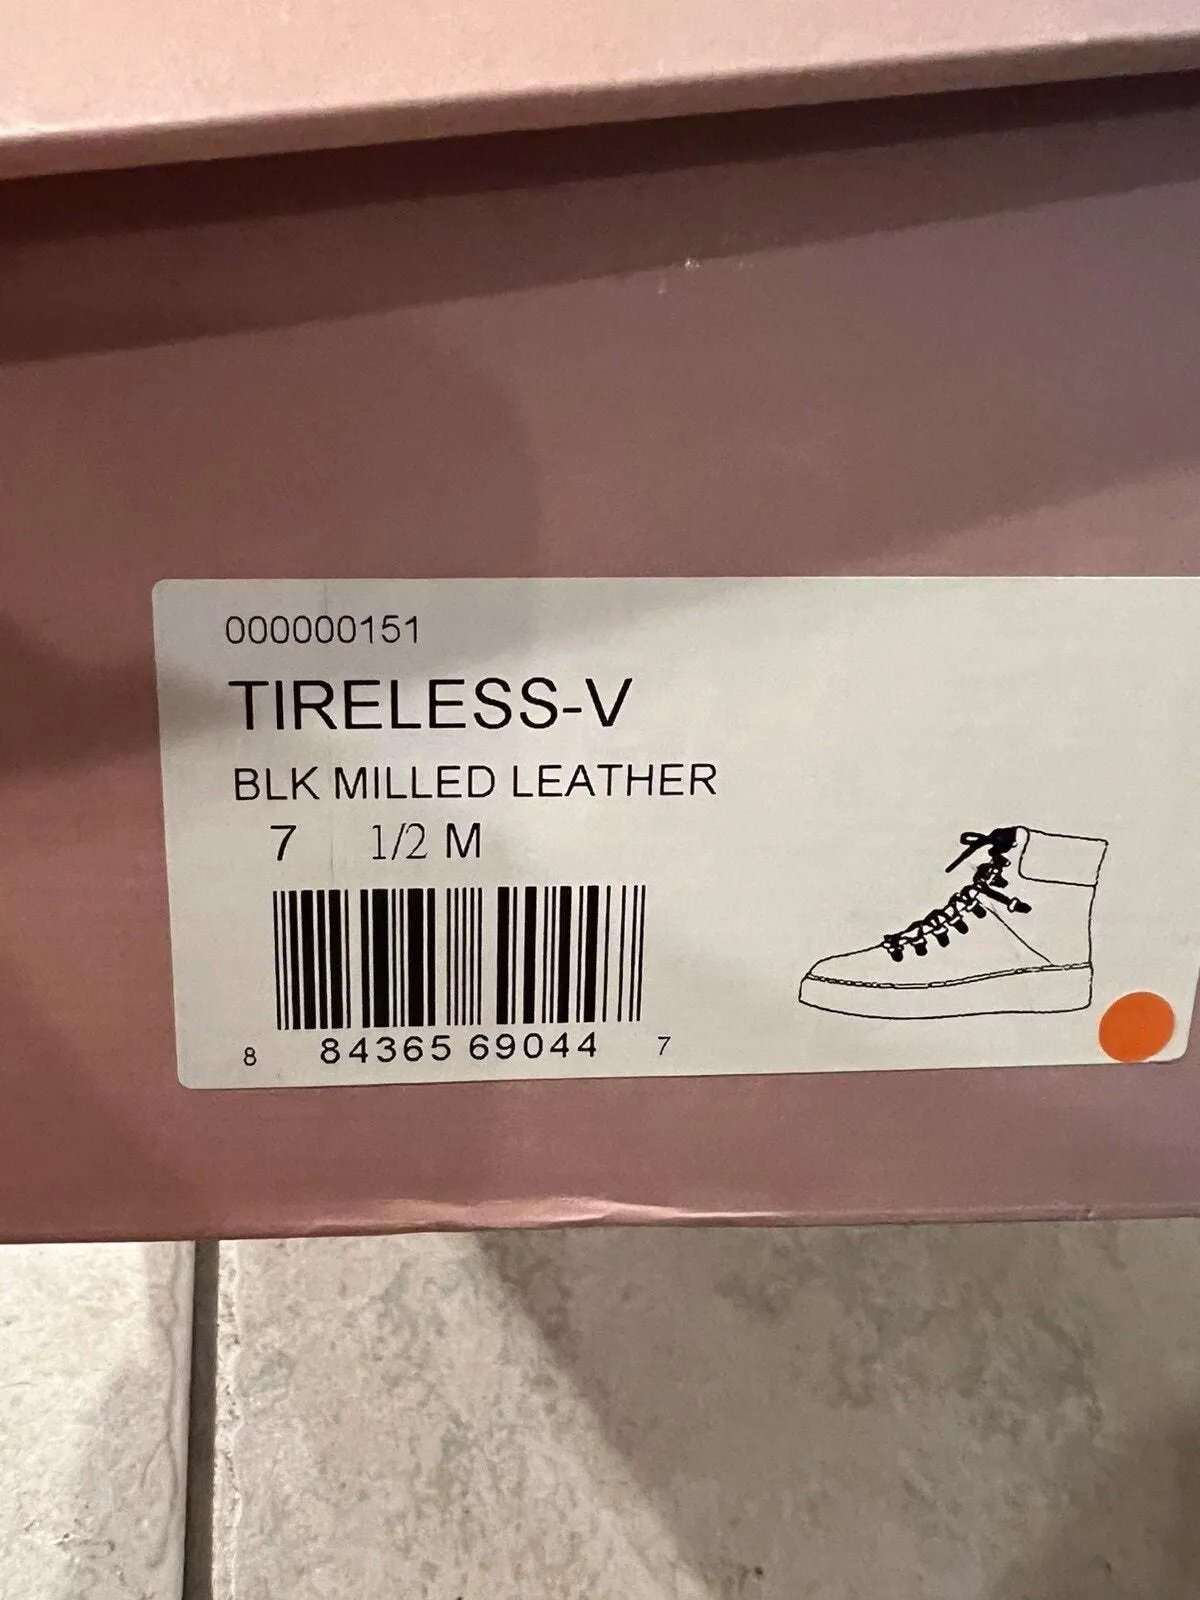 000000151
TIRELESS-V
BLK MILLED LEATHER
7 1/2 M
8 84365 69044 7